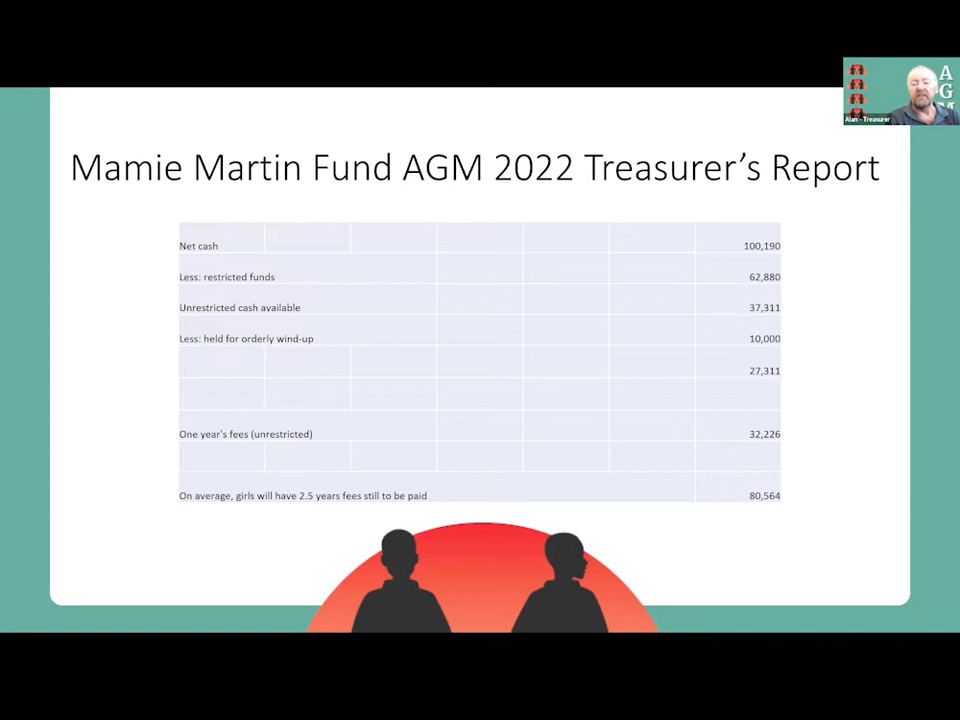 A
G
M
Alan - Treasurer
Mamie Martin Fund AGM 2022 Treasurer’s Report
Net cash 100,190
Less: restricted funds 62,880
Unrestricted cash available 37,311
Less: held for orderly wind-up 10,000
27,311
One year's fees (unrestricted) 32,226
On average, girls will have 2.5 years fees still to be paid 80,564